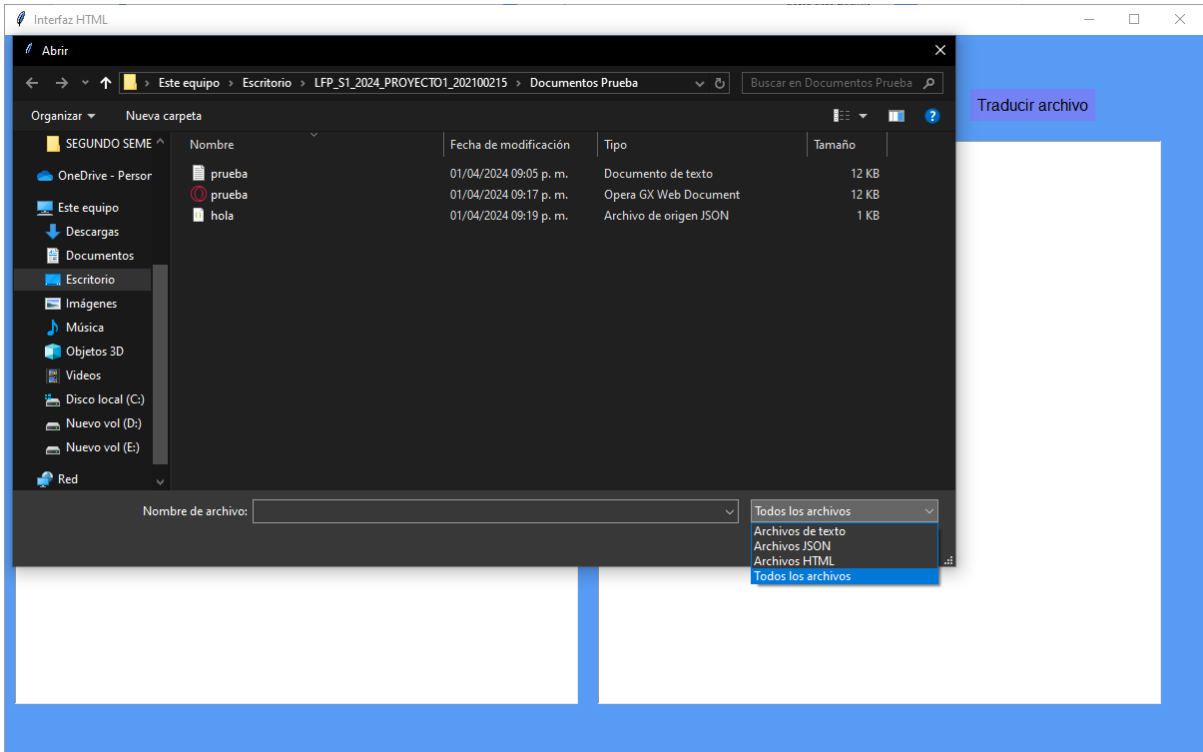 Interfaz HTML
Abrir
Este equipo › Escritorio › LFP_S1_2024_PROYECTO1_202100215 › Documentos Prueba
Buscar en Documentos Prueba
Traducir archivo
Organizar
Nueva carpeta
SEGUNDO SEME
OneDrive - Person
Este equipo
Descargas
Documentos
Escritorio
Imágenes
Música
Objetos 3D
Videos
Disco local (C:)
Nuevo vol (D:)
Nuevo vol (E:)
Red
Nombre Fecha de modificación Tipo Tamaño
prueba 01/04/2024 09:05 p. m. Documento de texto 12 KB
prueba 01/04/2024 09:17 p. m. Opera GX Web Document 12 KB
hola 01/04/2024 09:19 p. m. Archivo de origen JSON 1 KB
Nombre de archivo:
Todos los archivos
Archivos de texto
Archivos JSON
Archivos HTML
Todos los archivos